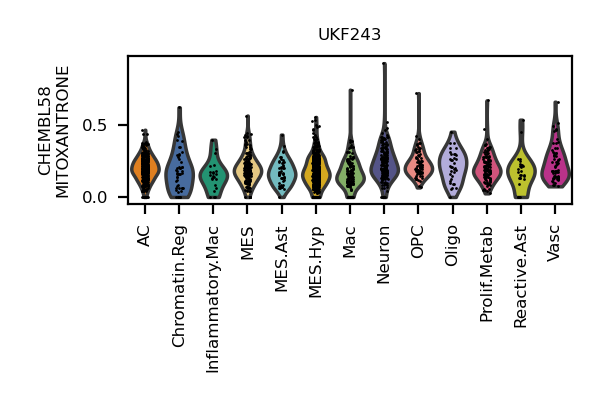 UKF243
CHEMBL58
MITOXANTRONE
0.5
0.0
AC
Chromatin.Reg
Inflammatory.Mac
MES
MES.Ast
MES.Hyp
Mac
Neuron
OPC
Oligo
Prolif.Metab
Reactive.Ast
Vasc